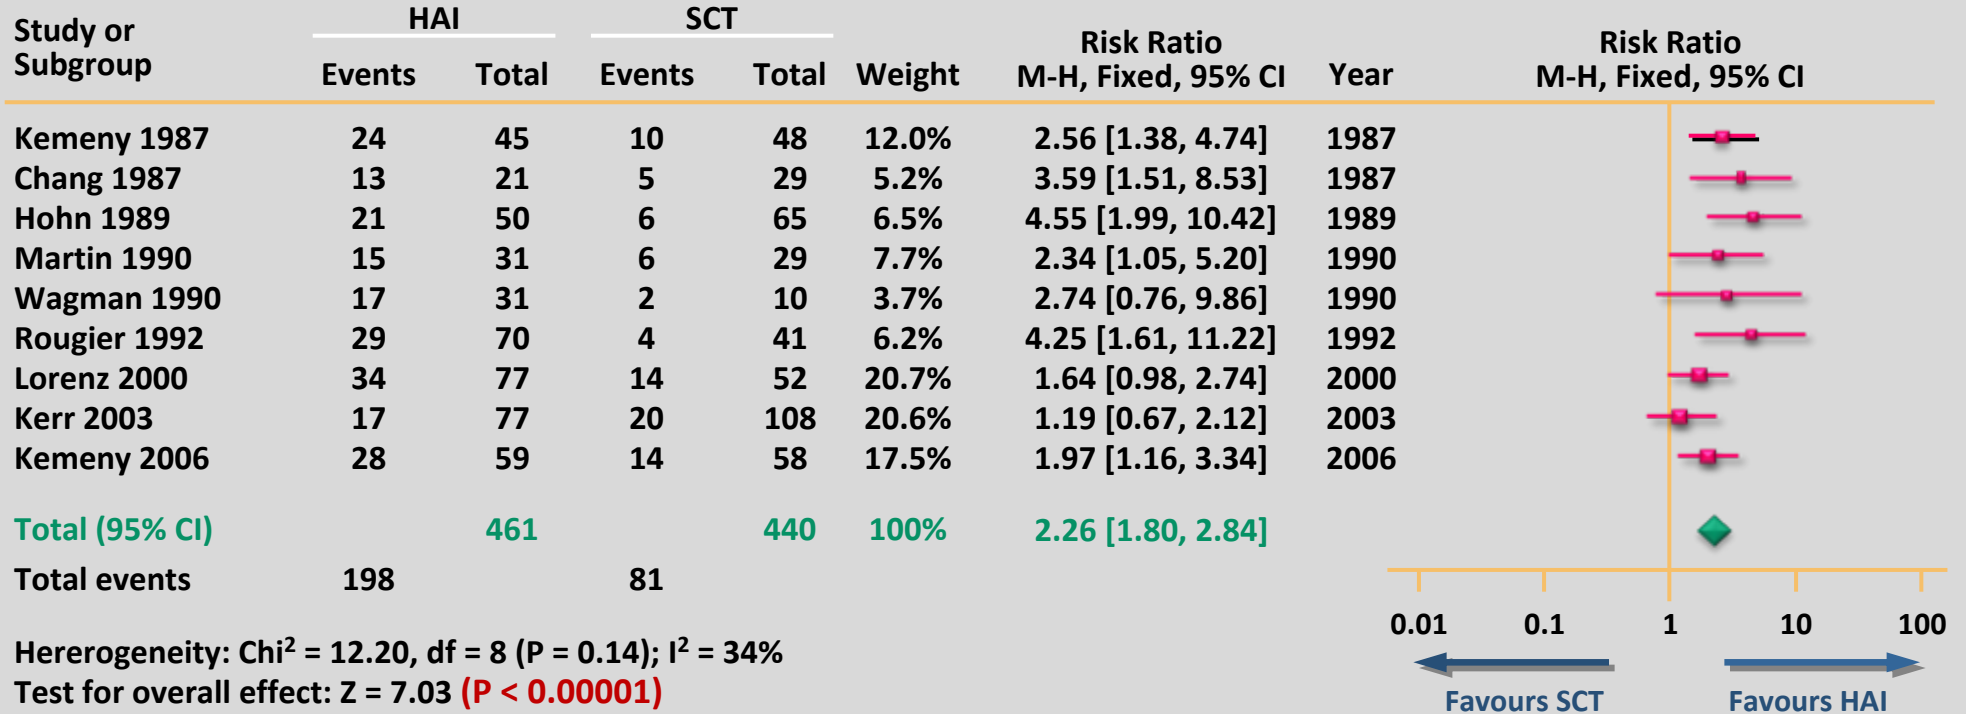 HAI SCT
Study or Subgroup Events Total Events Total Weight Risk Ratio M-H, Fixed, 95% CI Year Risk Ratio M-H, Fixed, 95% CI
Kemeny 1987 24 45 10 48 12.0% 2.56 [1.38, 4.74] 1987
Chang 1987 13 21 5 29 5.2% 3.59 [1.51, 8.53] 1987
Hohn 1989 21 50 6 65 6.5% 4.55 [1.99, 10.42] 1989
Martin 1990 15 31 6 29 7.7% 2.34 [1.05, 5.20] 1990
Wagman 1990 17 31 2 10 3.7% 2.74 [0.76, 9.86] 1990
Rougier 1992 29 70 4 41 6.2% 4.25 [1.61, 11.22] 1992
Lorenz 2000 34 77 14 52 20.7% 1.64 [0.98, 2.74] 2000
Kerr 2003 17 77 20 108 20.6% 1.19 [0.67, 2.12] 2003
Kemeny 2006 28 59 14 58 17.5% 1.97 [1.16, 3.34] 2006
Total (95% CI) 461 440 100% 2.26 [1.80, 2.84]
Total events 198 81
0.01 0.1 1 10 100
Hererogeneity: Chi² = 12.20, df = 8 (P = 0.14); I² = 34%
Test for overall effect: Z = 7.03 (P < 0.00001)
Favours SCT Favours HAI